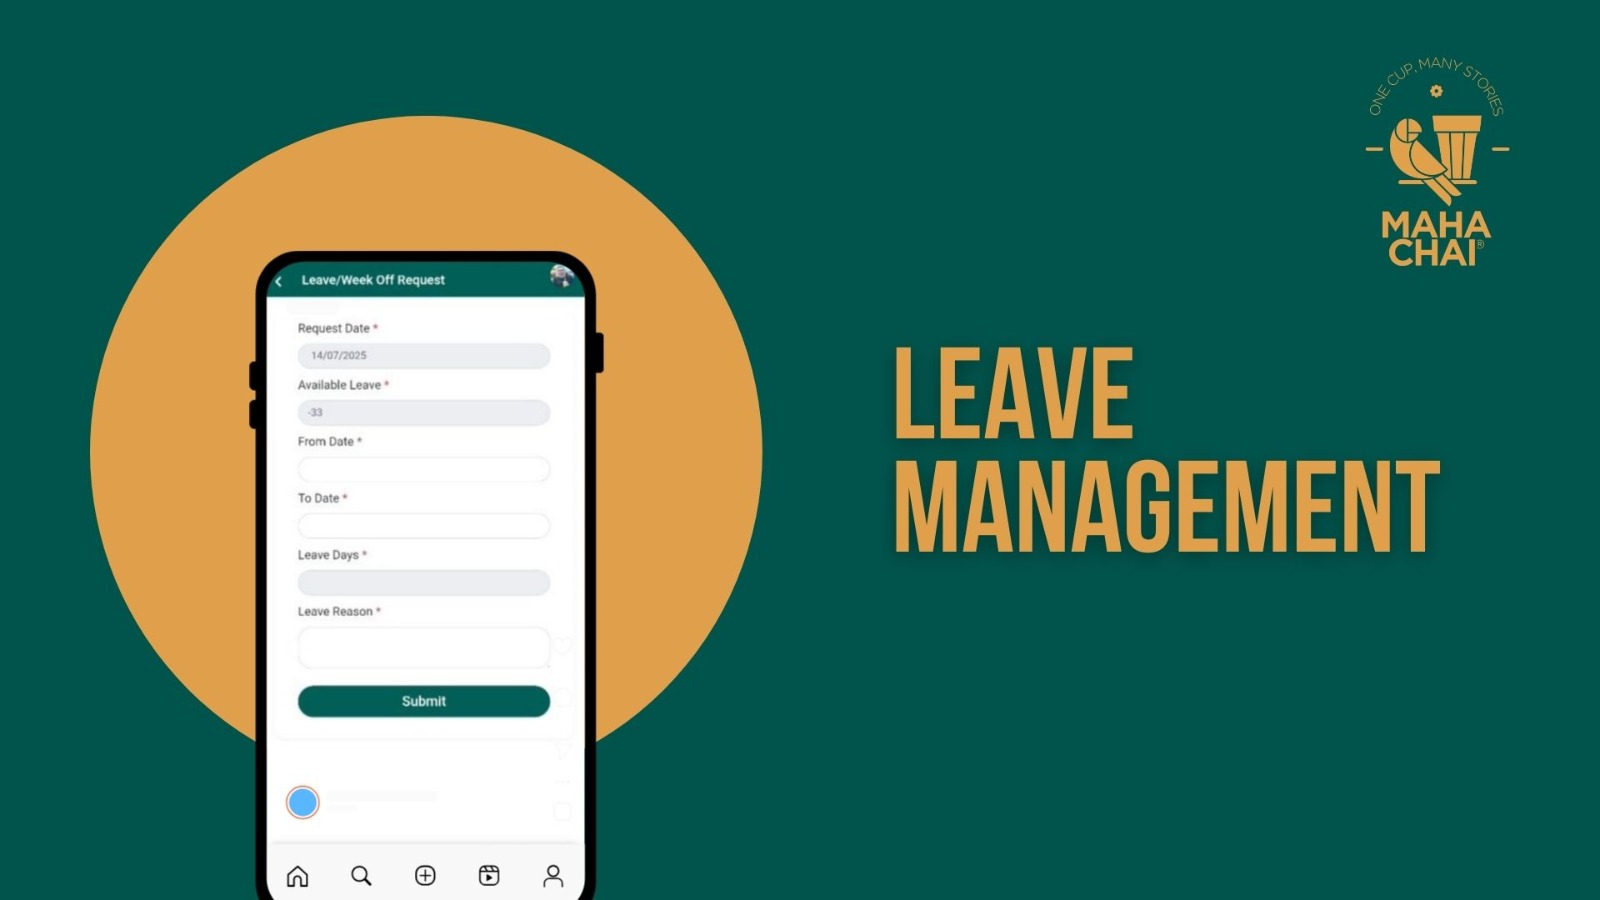 ONE CUP, MANY STORIES
MAHA
CHAI®
Leave/Week Off Request
Request Date *
14/07/2025
Available Leave *
-33
From Date *
To Date *
Leave Days *
Leave Reason *
Submit
LEAVE
MANAGEMENT